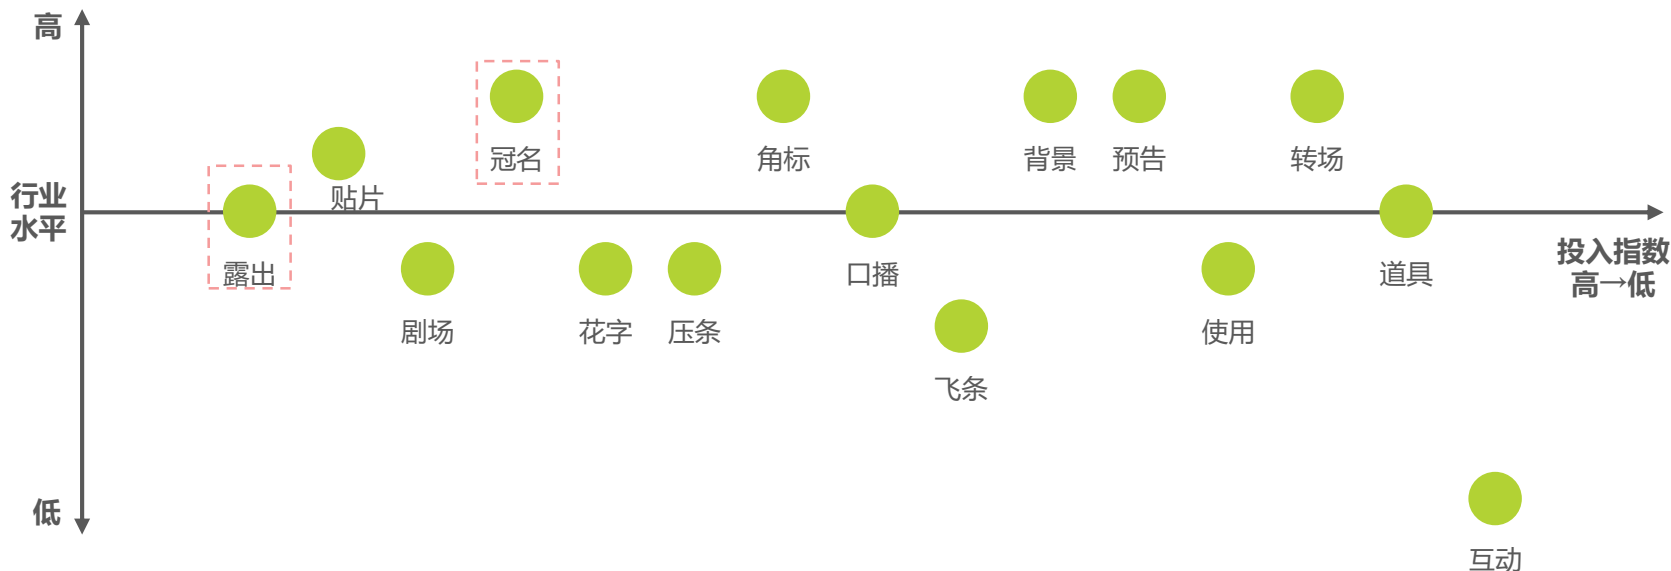 高
冠名
角标
背景
预告
转场
贴片
行业
水平
露出
口播
道具
投入指数
高→低
剧场
花字
压条
使用
飞条
低
互动